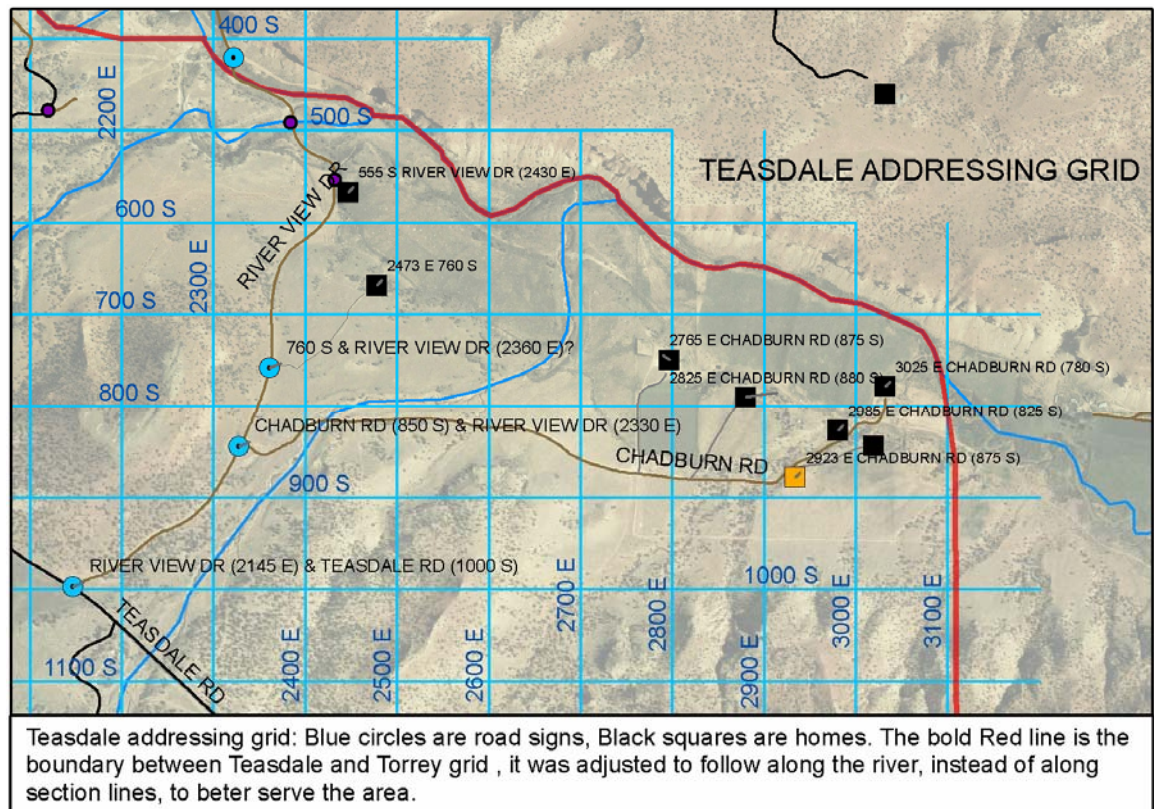 400 S
2200 E
500 S
TEASDALE ADDRESSING GRID
555 S RIVER VIEW DR (2430 E)
RIVER VIEW DR
600 S
2300 E
2473 E 760 S
700 S
760 S & RIVER VIEW DR (2360 E)?
2765 E CHADBURN RD (875 S)
3025 E CHADBURN RD (780 S)
2825 E CHADBURN RD (880 S)
800 S
2985 E CHADBURN RD (825 S)
CHADBURN RD (850 S) & RIVER VIEW DR (2330 E)
CHADBURN RD
2923 E CHADBURN RD (875 S)
900 S
RIVER VIEW DR (2145 E) & TEASDALE RD (1000 S)
1000 S
TEASDALE RD
2400 E
2500 E
2600 E
2700 E
2800 E
2900 E
3000 E
3100 E
1100 S
Teasdale addressing grid: Blue circles are road signs, Black squares are homes. The bold Red line is the
boundary between Teasdale and Torrey grid , it was adjusted to follow along the river, instead of along
section lines, to beter serve the area.